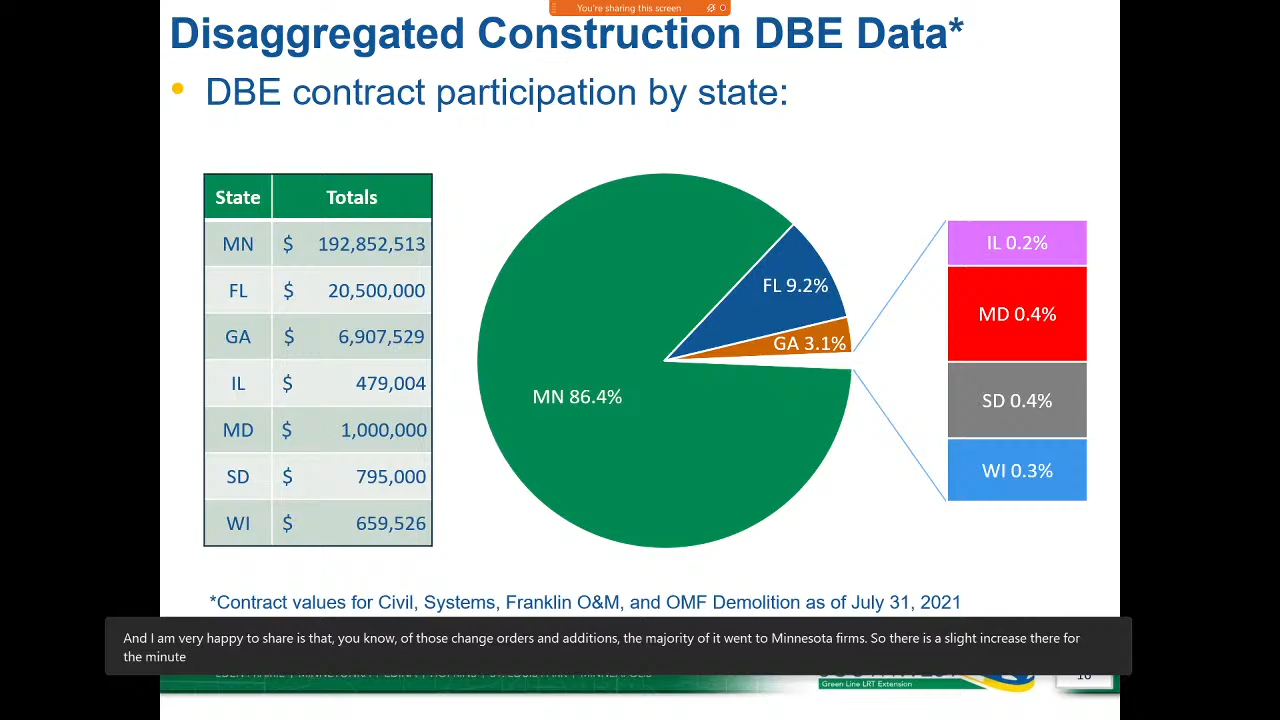 You're sharing this screen
Disaggregated Construction DBE Data*
• DBE contract participation by state:
State Totals
MN $ 192,852,513
FL $ 20,500,000
GA $ 6,907,529
IL $ 479,004
MD $ 1,000,000
SD $ 795,000
WI $ 659,526
FL 9.2%
GA 3.1%
MN 86.4%
IL 0.2%
MD 0.4%
SD 0.4%
WI 0.3%
*Contract values for Civil, Systems, Franklin O&M, and OMF Demolition as of July 31, 2021
And I am very happy to share is that, you know, of those change orders and additions, the majority of it went to Minnesota firms. So there is a slight increase there for
the minute
Green Line LRT Extension